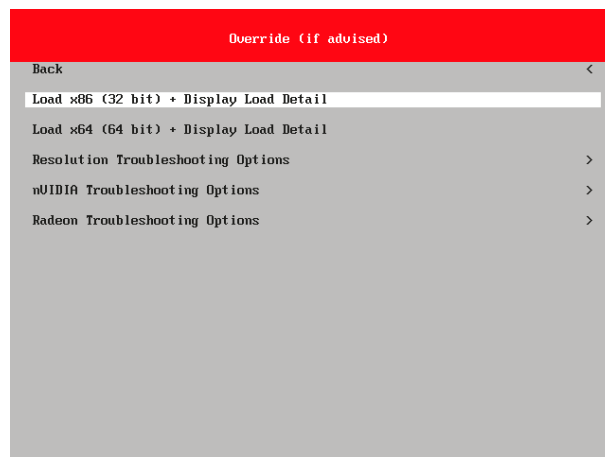 Override (if advised)
Back <
Load x86 (32 bit) + Display Load Detail
Load x64 (64 bit) + Display Load Detail
Resolution Troubleshooting Options >
nVIDIA Troubleshooting Options >
Radeon Troubleshooting Options >